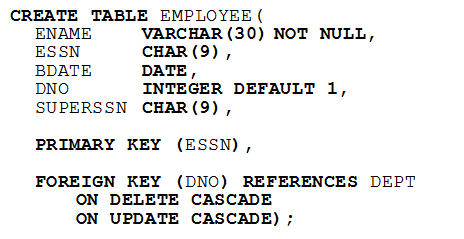 CREATE TABLE EMPLOYEE(
ENAME VARCHAR(30) NOT NULL,
ESSN CHAR(9),
BDATE DATE,
DNO INTEGER DEFAULT 1,
SUPERSSN CHAR(9),
PRIMARY KEY (ESSN),
FOREIGN KEY (DNO) REFERENCES DEPT
ON DELETE CASCADE
ON UPDATE CASCADE);